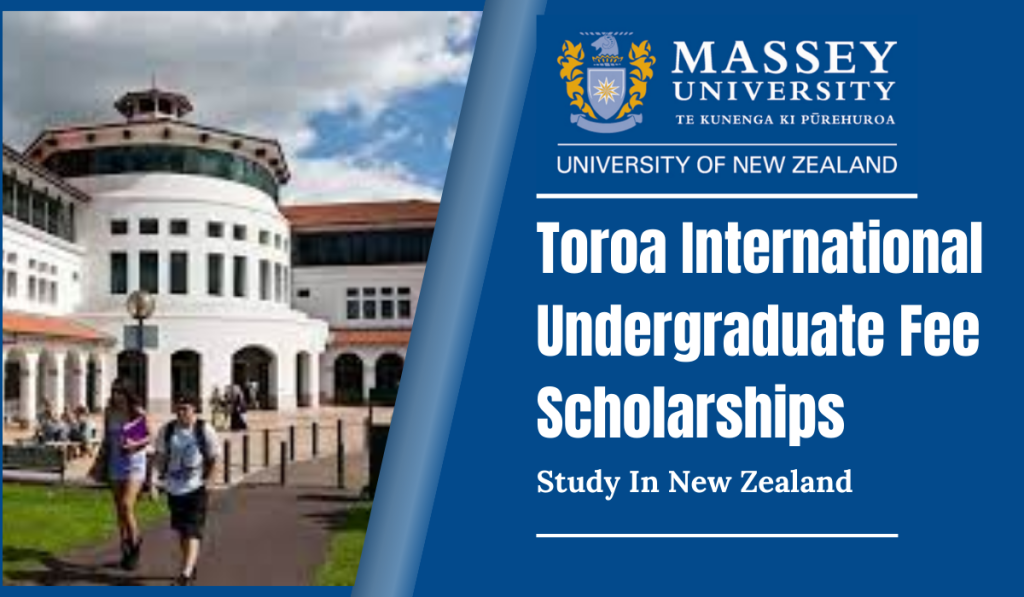 MASSEY
UNIVERSITY
TE KUNENGA KI PŪREHUROA
UNIVERSITY OF NEW ZEALAND
Toroa International
Undergraduate Fee
Scholarships
Study In New Zealand